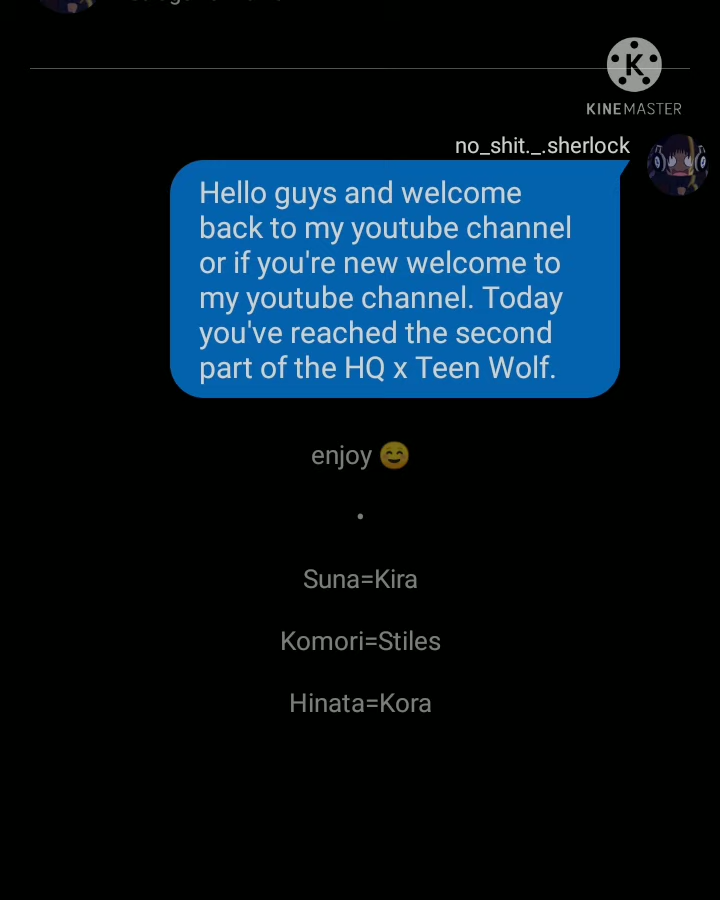 K
KINEMASTER
no_shit._.sherlock
Hello guys and welcome
back to my youtube channel
or if you're new welcome to
my youtube channel. Today
you've reached the second
part of the HQ x Teen Wolf.
enjoy 😊
.
Suna=Kira
Komori=Stiles
Hinata=Kora